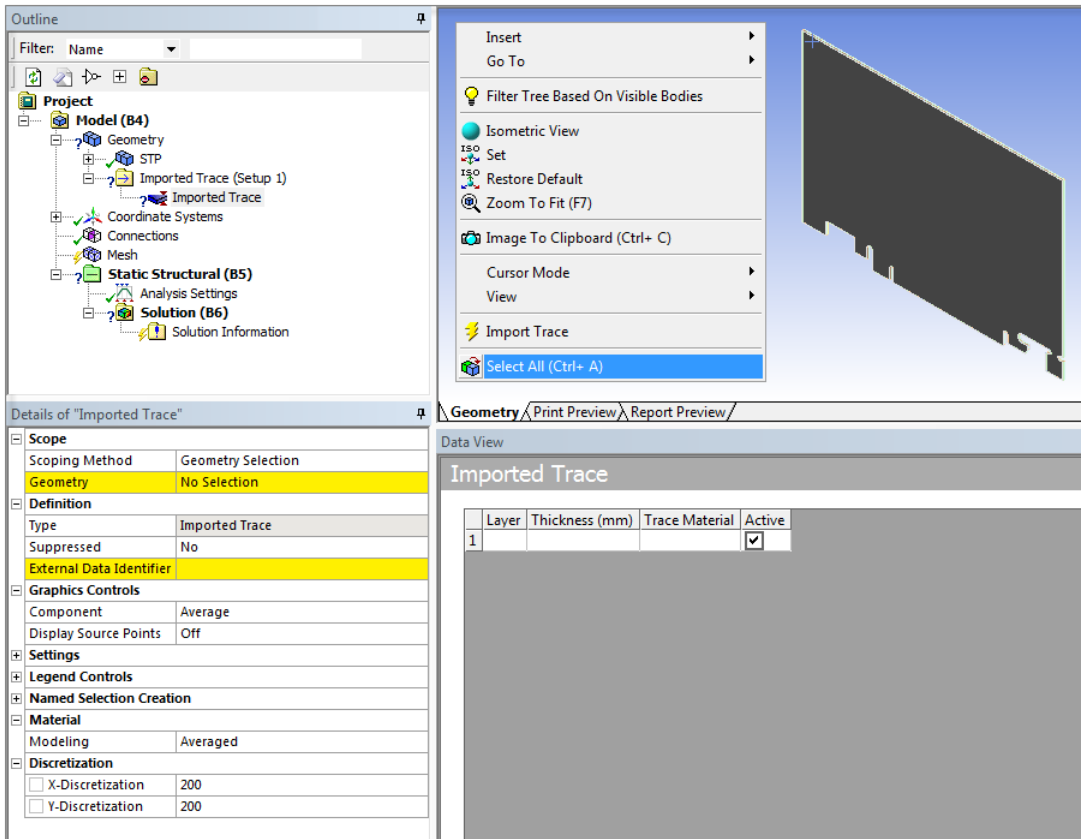 Outline
Filter: Name
Project
Model (B4)
Geometry
STP
Imported Trace (Setup 1)
Imported Trace
Coordinate Systems
Connections
Mesh
Static Structural (B5)
Analysis Settings
Solution (B6)
Solution Information
Insert
Go To
Filter Tree Based On Visible Bodies
Isometric View
ISO Set
ISO Restore Default
Zoom To Fit (F7)
Image To Clipboard (Ctrl+ C)
Cursor Mode
View
Import Trace
Select All (Ctrl+ A)
Geometry Print Preview Report Preview
Details of "Imported Trace"
Scope
Scoping Method Geometry Selection
Geometry No Selection
Definition
Type Imported Trace
Suppressed No
External Data Identifier
Graphics Controls
Component Average
Display Source Points Off
Settings
Legend Controls
Named Selection Creation
Material
Modeling Averaged
Discretization
X-Discretization 200
Y-Discretization 200
Data View
Imported Trace
Layer Thickness (mm) Trace Material Active
1